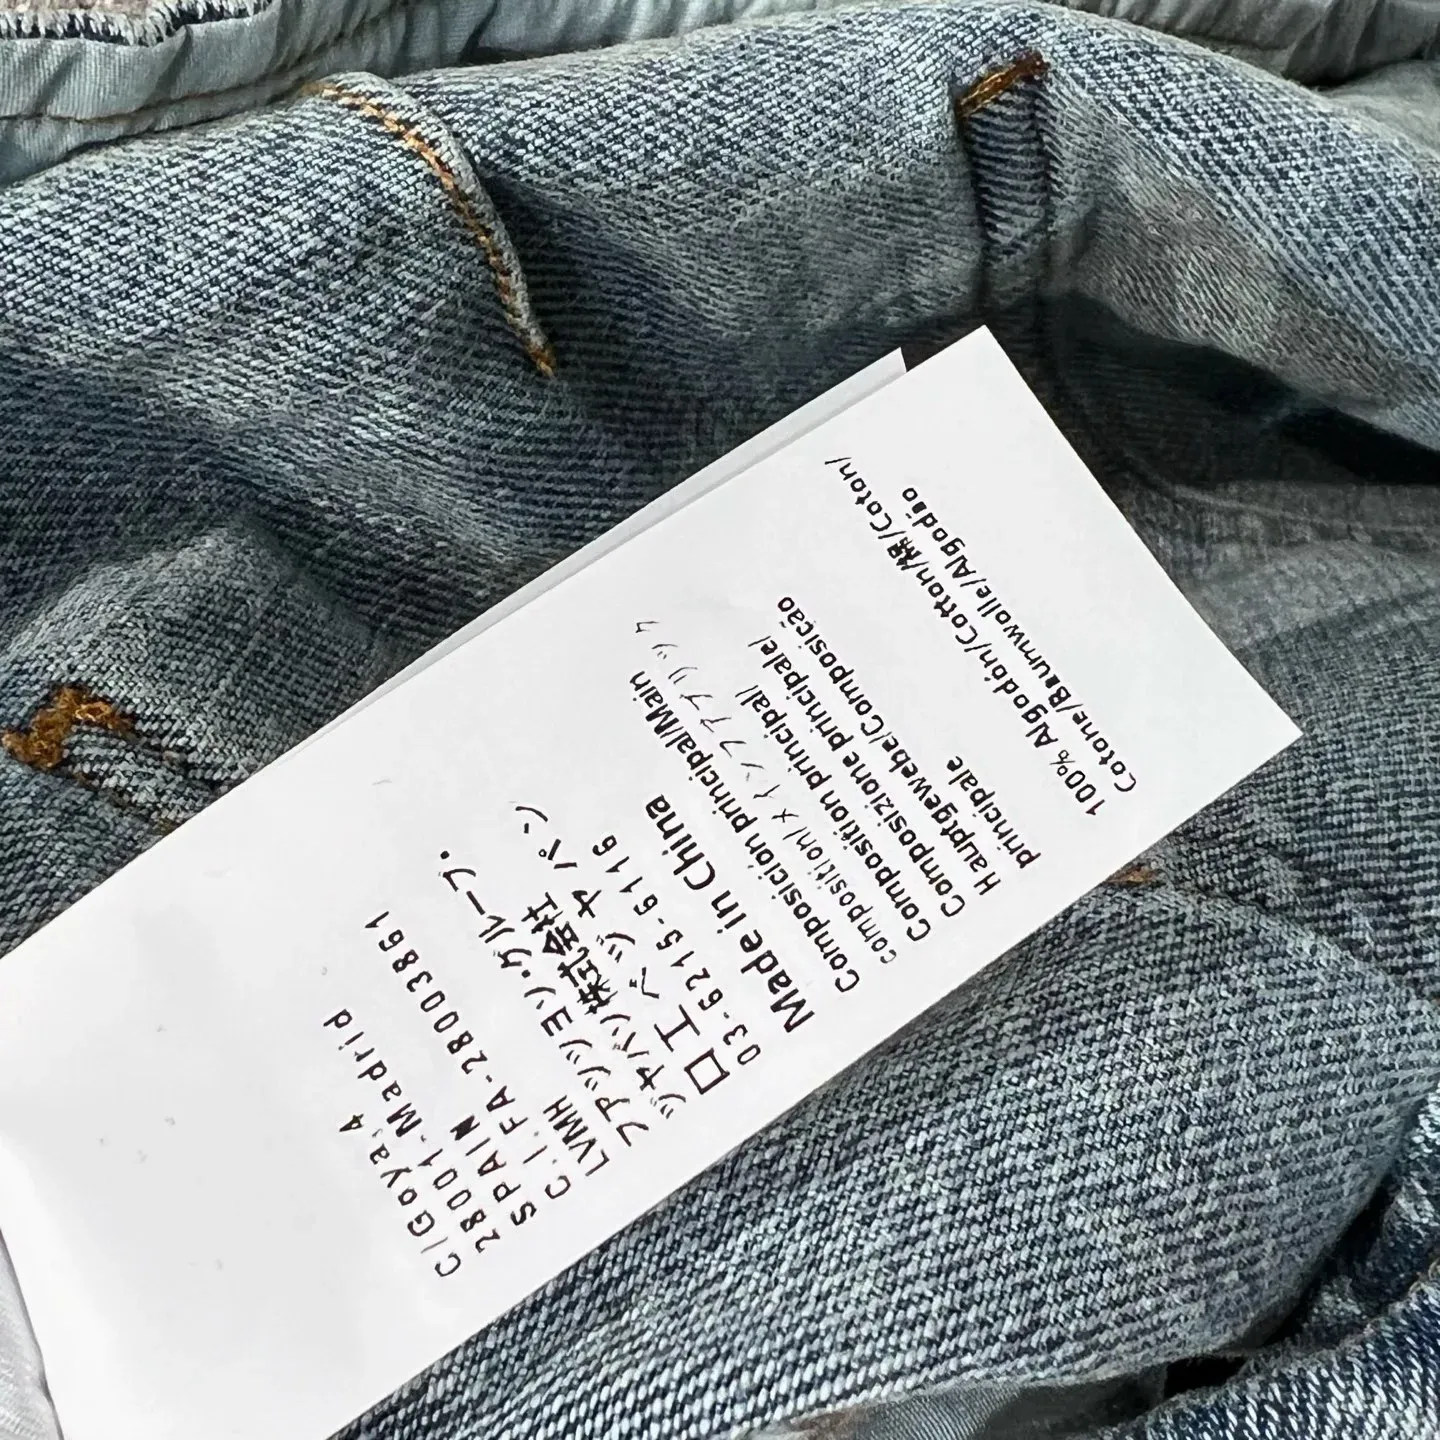 C/Goya,4
28001.Madrid
SPAIN
C.I.FA-28003861
LVMH
ファッション.グループ.
ジャパン株式会社
ロエベジャパン
03-6215-6116
Made in China
Composición principal/Main
composition/メインファブリック
Composition principal/
Composizione principale/
Hauptgewebe/Composição
principale
100% Algodón/Cotton/綿/Coton/
Cotone/Baumwolle/Algodão